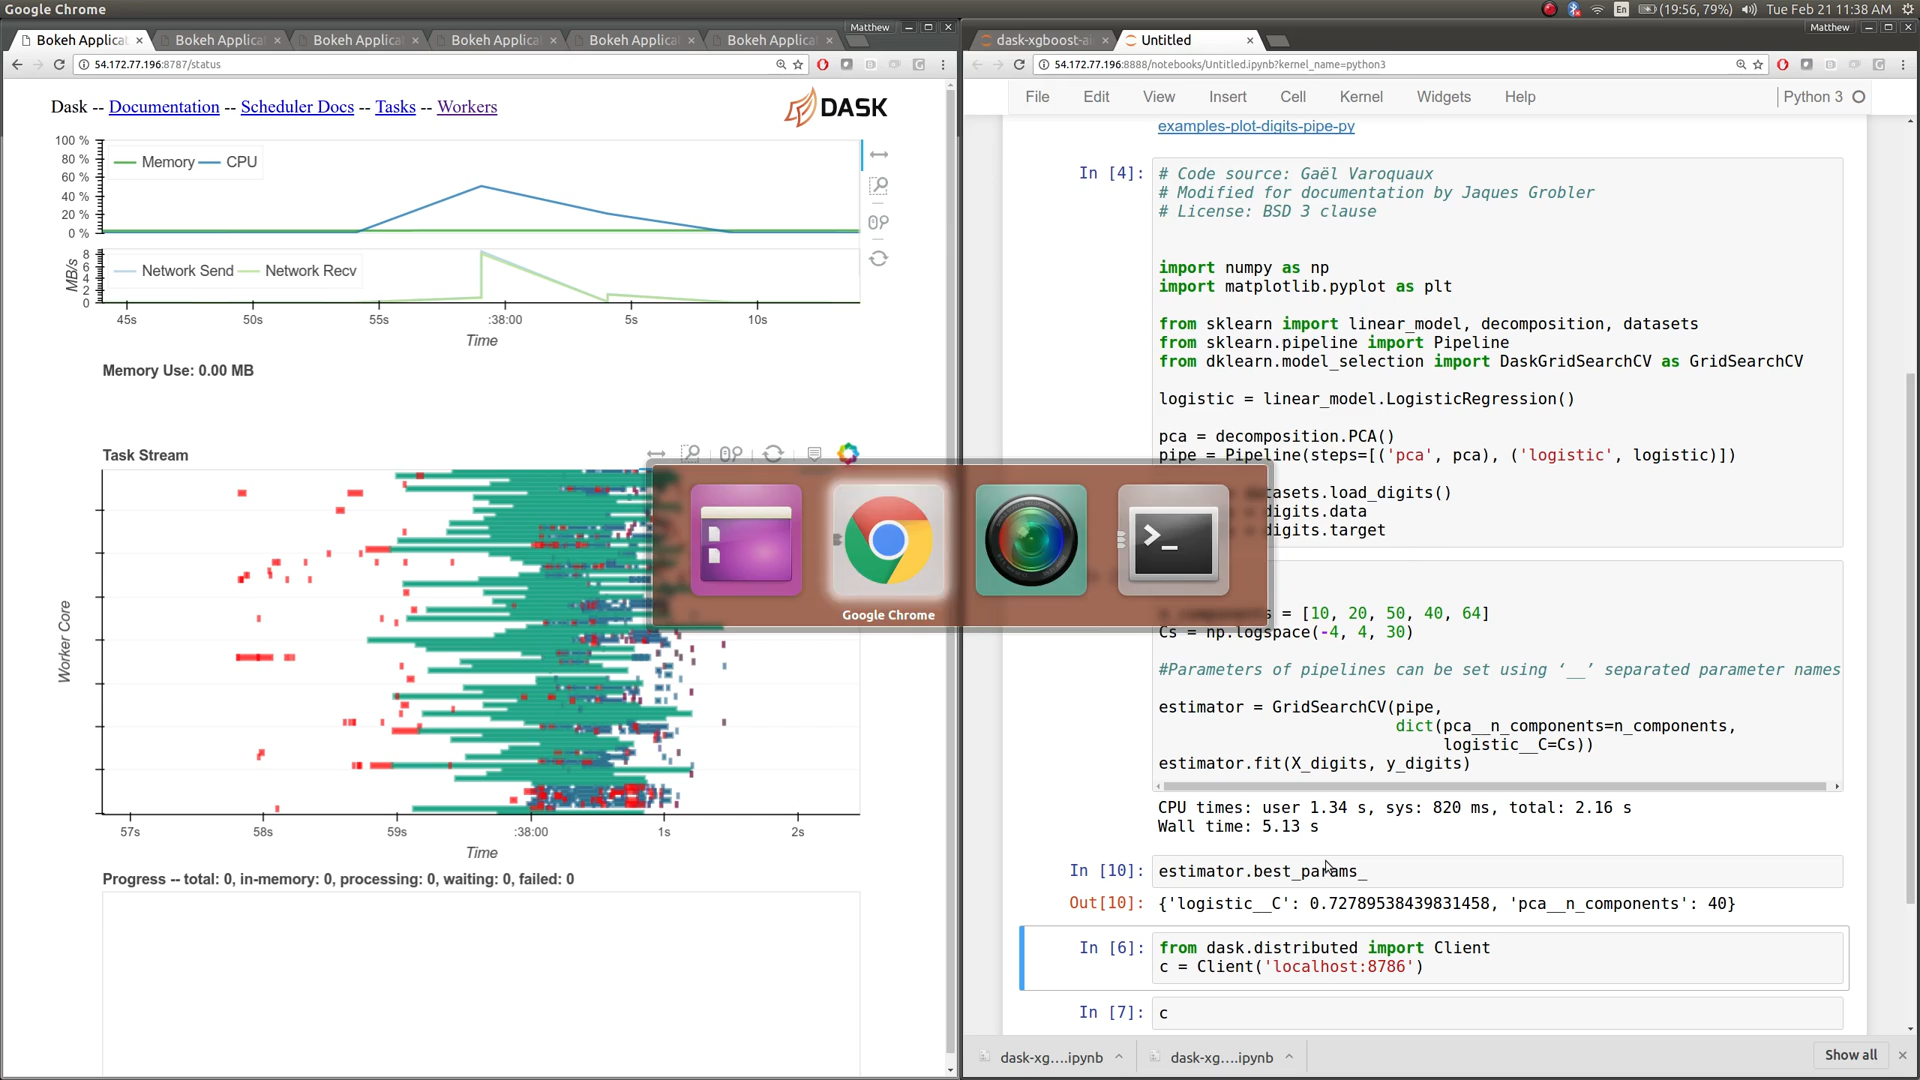 Google Chrome
(19:56, 79%) Tue Feb 21 11:38 AM
En
Matthew
Bokeh Applica
Bokeh Applica
Bokeh Applica
Bokeh Applica
Bokeh Applica
Bokeh Applica
54.172.77.196:8787/status
Dask -- Documentation -- Scheduler Docs -- Tasks -- Workers
DASK
100 %
80 %
60 %
40 %
20 %
0 %
Memory
CPU
8
6
4
2
0
MB/s
Network Send
Network Recv
45s
50s
55s
:38:00
5s
10s
Time
Memory Use: 0.00 MB
Task Stream
Worker Core
57s
58s
59s
:38:00
1s
2s
Time
Progress -- total: 0, in-memory: 0, processing: 0, waiting: 0, failed: 0
Google Chrome
Matthew
dask-xgboost-a
Untitled
54.172.77.196:8888/notebooks/Untitled.ipynb?kernel_name=python3
File Edit View Insert Cell Kernel Widgets Help
Python 3
examples-plot-digits-pipe-py
In [4]:
# Code source: Gaël Varoquaux
# Modified for documentation by Jaques Grobler
# License: BSD 3 clause
import numpy as np
import matplotlib.pyplot as plt
from sklearn import linear_model, decomposition, datasets
from sklearn.pipeline import Pipeline
from dklearn.model_selection import DaskGridSearchCV as GridSearchCV
logistic = linear_model.LogisticRegression()
pca = decomposition.PCA()
pipe = Pipeline(steps=[('pca', pca), ('logistic', logistic)])
tasets.load_digits()
digits.data
digits.target
= [10, 20, 50, 40, 64]
Cs = np.logspace(-4, 4, 30)
#Parameters of pipelines can be set using ‘__’ separated parameter names
estimator = GridSearchCV(pipe,
dict(pca__n_components=n_components,
logistic__C=Cs))
estimator.fit(X_digits, y_digits)
CPU times: user 1.34 s, sys: 820 ms, total: 2.16 s
Wall time: 5.13 s
In [10]:
estimator.best_params_
Out[10]:
{'logistic__C': 0.72789538439831458, 'pca__n_components': 40}
In [6]:
from dask.distributed import Client
c = Client('localhost:8786')
In [7]:
c
dask-xg....ipynb
dask-xg....ipynb
Show all